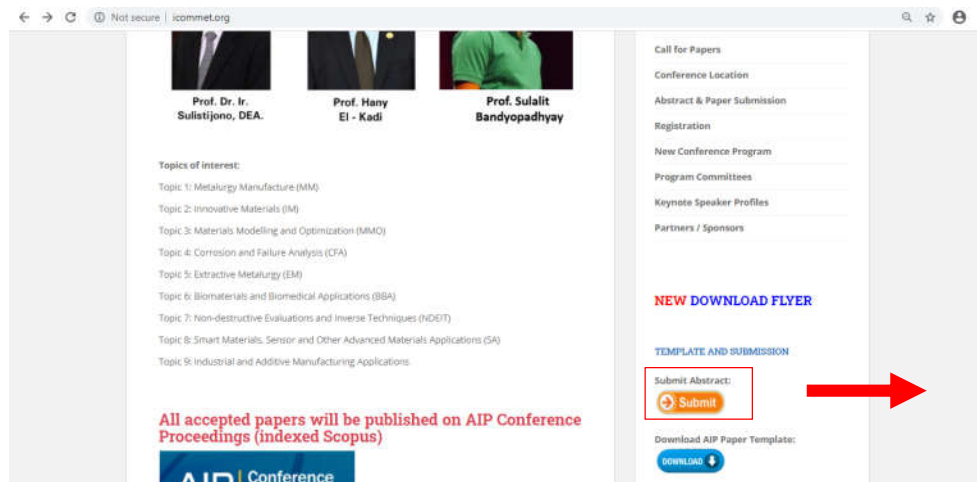 Not secure | icommet.org
Prof. Dr. Ir.
Sulistijono, DEA.
Prof. Hany
El - Kadi
Prof. Sulalit
Bandyopadhyay
Topics of interest:
Topic 1: Metalurgy Manufacture (MM)
Topic 2: Innovative Materials (IM)
Topic 3: Materials Modelling and Optimization (MMO)
Topic 4: Corrosion and Failure Analysis (CFA)
Topic 5: Extractive Metalurgy (EM)
Topic 6: Biomaterials and Biomedical Applications (BBA)
Topic 7: Non-destructive Evaluations and Inverse Techniques (NDEIT)
Topic 8: Smart Materials, Sensor and Other Advanced Materials Applications (SA)
Topic 9: Industrial and Additive Manufacturing Applications
All accepted papers will be published on AIP Conference
Proceedings (indexed Scopus)
AIP Conference
Call for Papers
Conference Location
Abstract & Paper Submission
Registration
New Conference Program
Program Committees
Keynote Speaker Profiles
Partners / Sponsors
NEW DOWNLOAD FLYER
TEMPLATE AND SUBMISSION
Submit Abstract:
Submit
Download AIP Paper Template:
DOWNLOAD